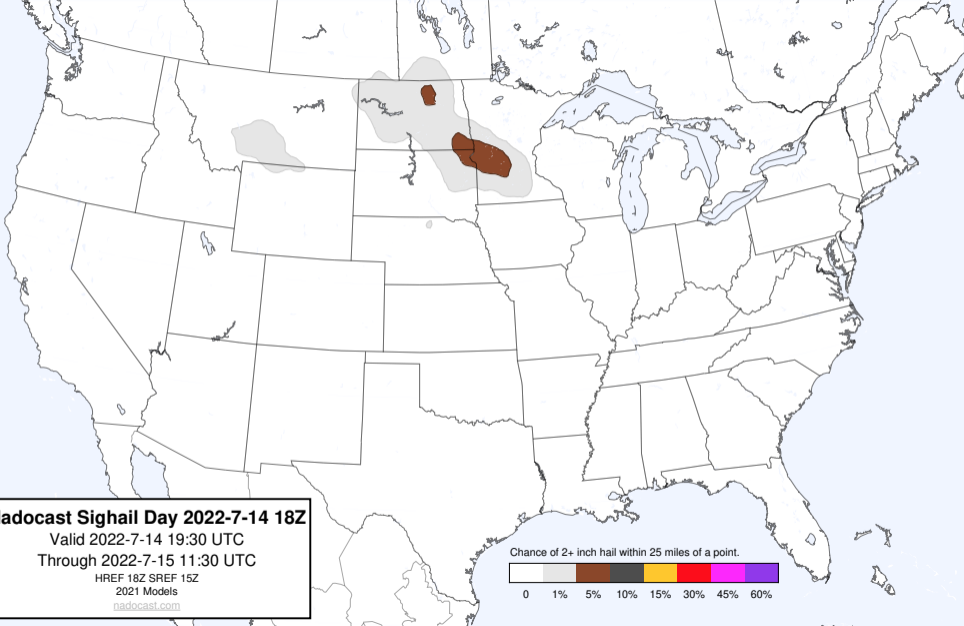 adocast Sighail Day 2022-7-14 18Z
Valid 2022-7-14 19:30 UTC
Through 2022-7-15 11:30 UTC
HREF 18Z SREF 15Z
2021 Models
nadocast.com
Chance of 2+ inch hail within 25 miles of a point.
0 1% 5% 10% 15% 30% 45% 60%